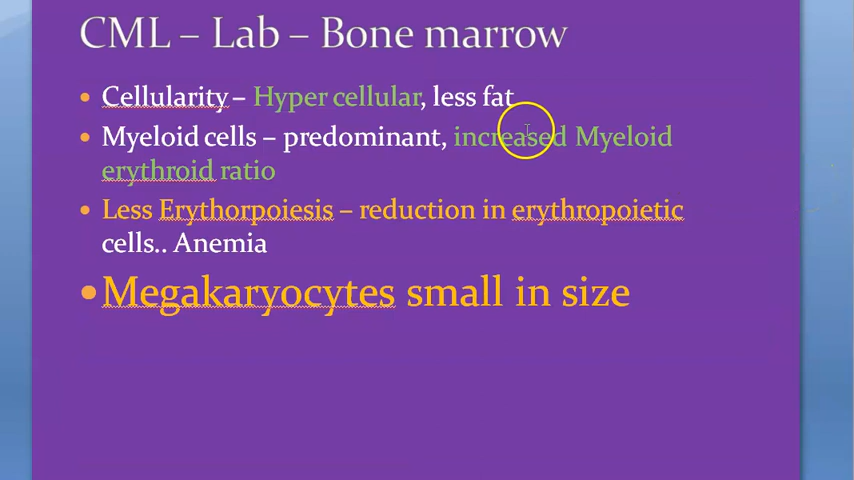 CML – Lab – Bone marrow
• Cellularity – Hyper cellular, less fat
• Myeloid cells – predominant, increased Myeloid
erythroid ratio
• Less Erythorpoiesis – reduction in erythropoietic
cells.. Anemia
• Megakaryocytes small in size